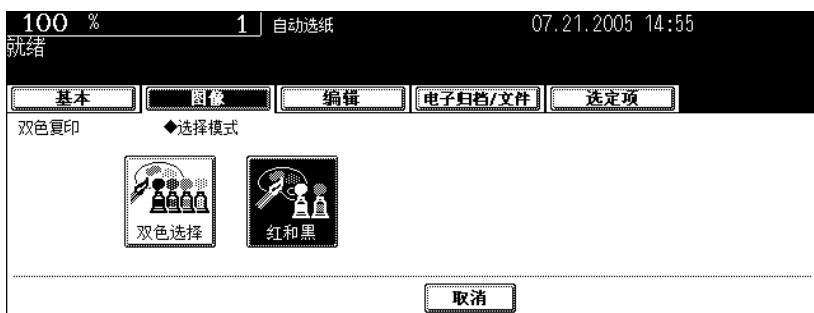 100 % 1 自动选纸 07.21.2005 14:55
就绪
基本 图像 编辑 电子归档/文件 选定项
双色复印 ◆选择模式
双色选择 红和黑
取消